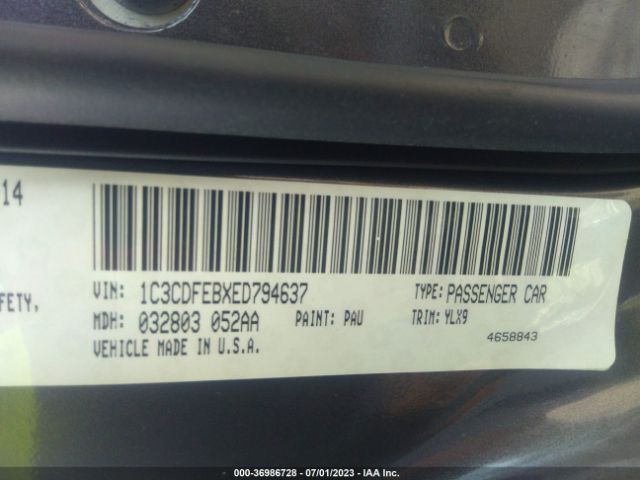 14
VIN: 1C3CDFEBXED794637
TYPE: PASSENGER CAR
FETY,
MDH: 032803 052AA
PAINT: PAU
TRIM: YLX9
4658843
VEHICLE MADE IN U.S.A.
000-36986728 - 07/01/2023 - IAA Inc.